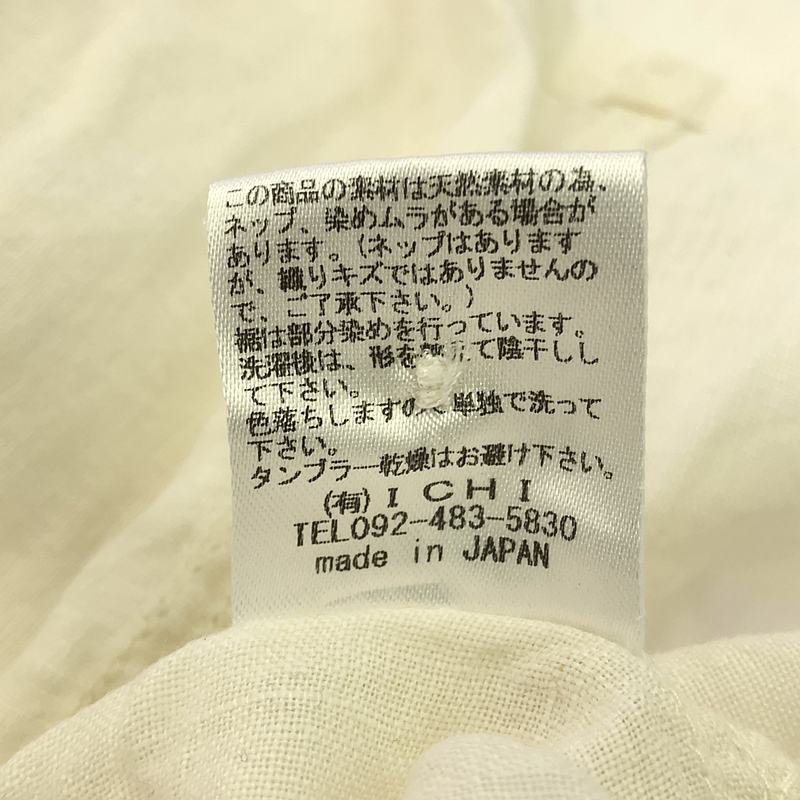 この商品の素材は天然素材の為、
ネップ、染めムラがある場合が
あります。(ネップはあります
が、織りキズではありませんの
で、ご了承下さい。)
裾は部分染めを行っています。
洗濯後は、形を整えて陰干しし
て下さい。
色落ちしますので単独で洗って
下さい。
タンブラー乾燥はお避け下さい。
(有) I CHI
TEL092-483-5830
made in JAPAN